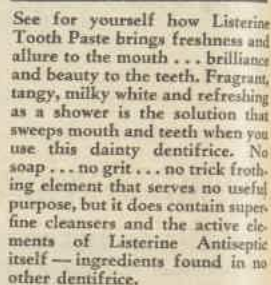 See for yourself how Listerine
Tooth Paste brings freshness and
allure to the mouth . . . brilliance
and beauty to the teeth. Fragrant,
tangy, milky white and refreshing
as a shower is the solution that
sweeps mouth and teeth when you
use this dainty dentifrice. No
soap . . . no grit . . . no trick froth-
ing element that serves no useful
purpose, but it does contain super-
fine cleansers and the active ele-
ments of Listerine Antiseptic
itself — ingredients found in no
other dentifrice.